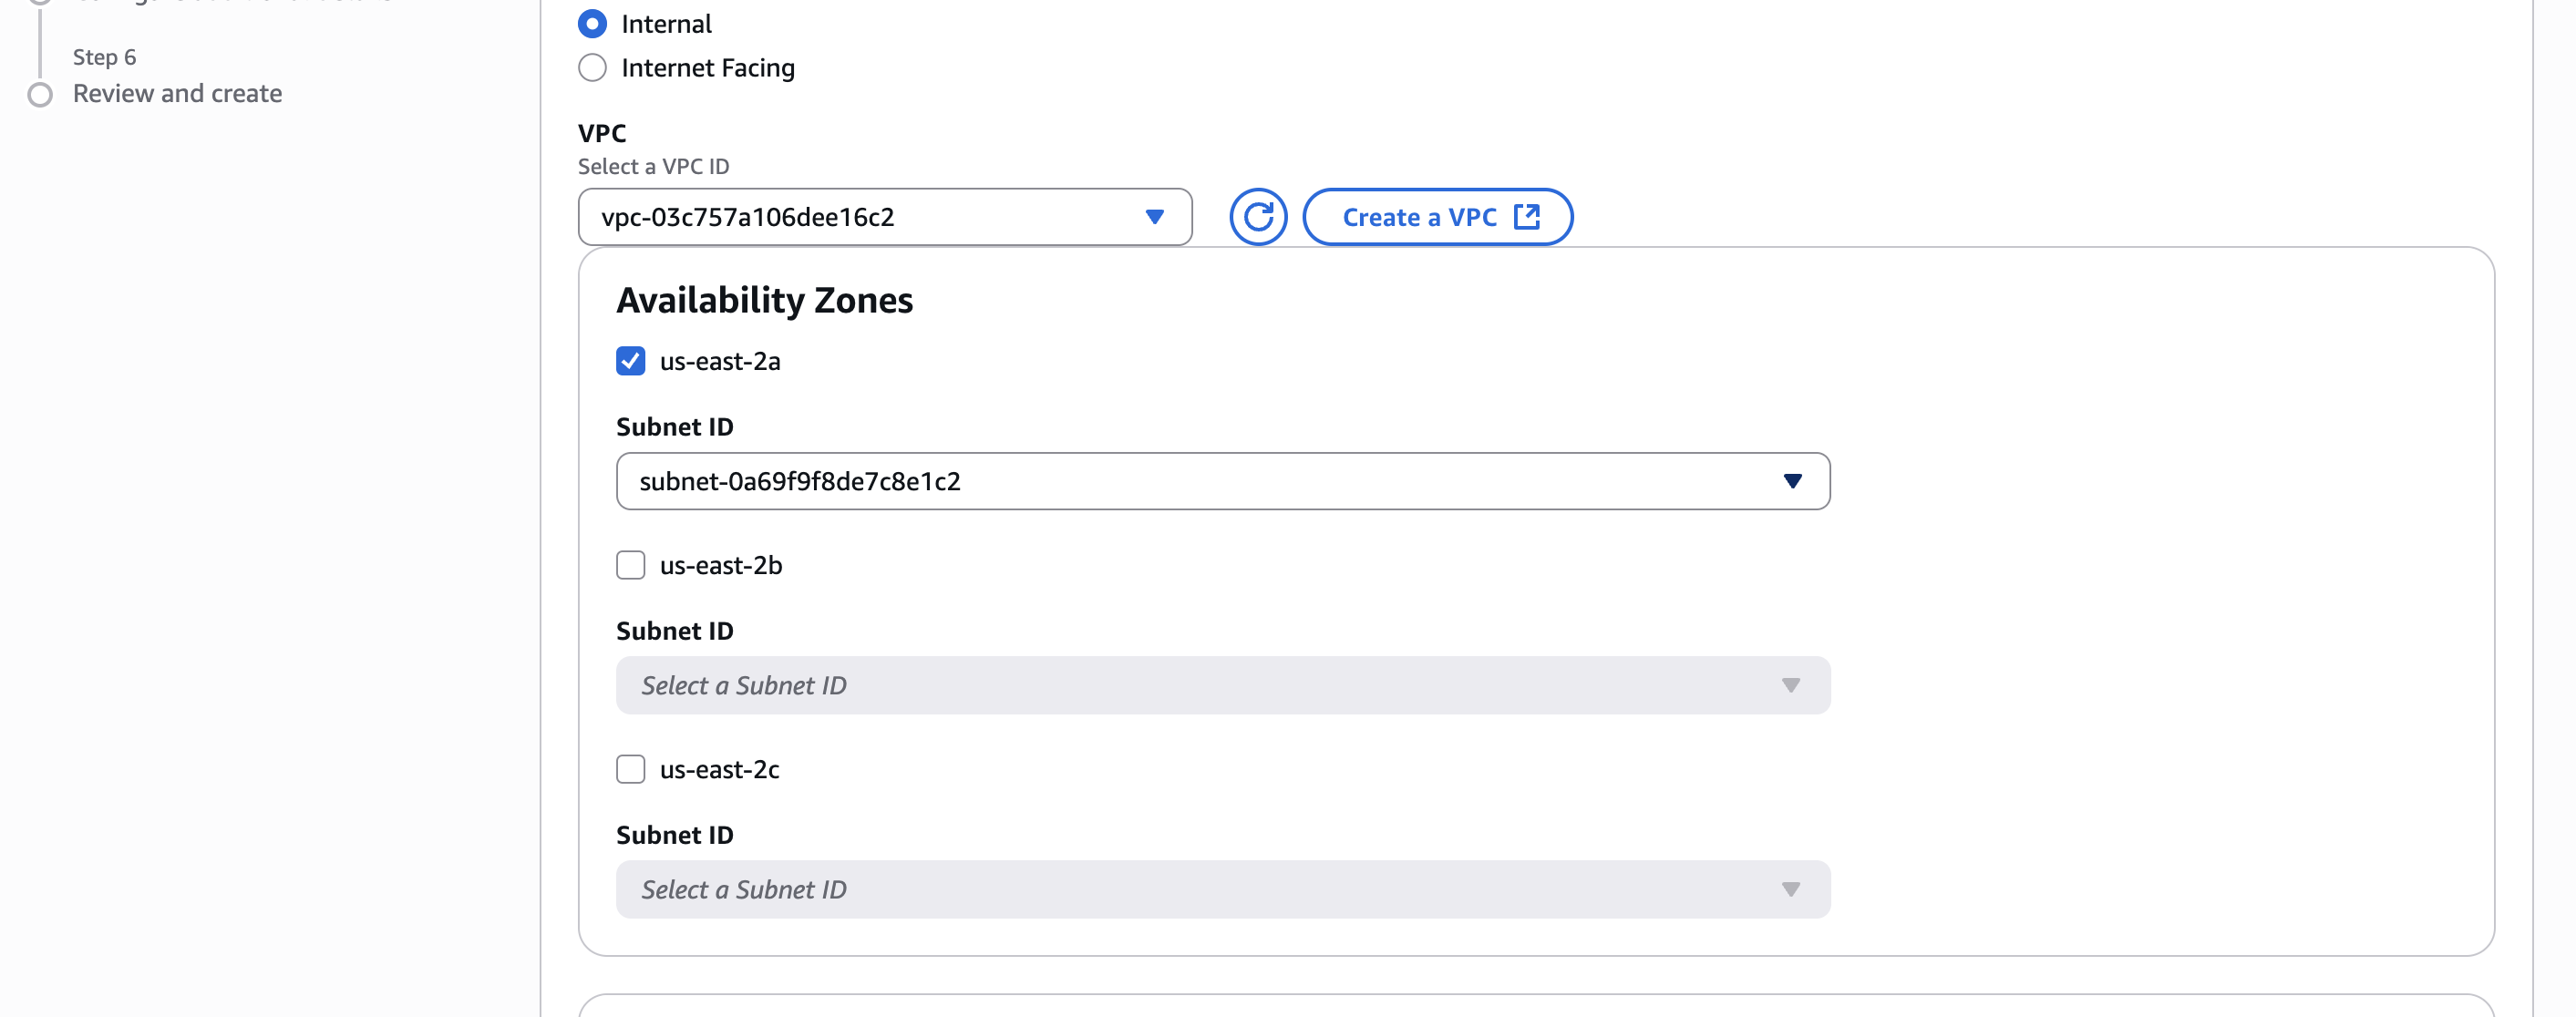 Step 6
Review and create
Internal
Internet Facing
VPC
Select a VPC ID
vpc-03c757a106dee16c2
Create a VPC
Availability Zones
us-east-2a
Subnet ID
subnet-0a69f9f8de7c8e1c2
us-east-2b
Subnet ID
Select a Subnet ID
us-east-2c
Subnet ID
Select a Subnet ID